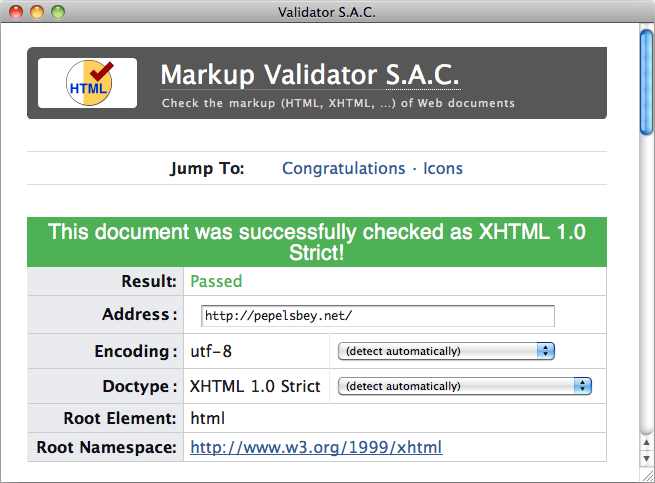 Validator S.A.C.
HTML
Markup Validator S.A.C.
Check the markup (HTML, XHTML, …) of Web documents
Jump To: Congratulations · Icons
This document was successfully checked as XHTML 1.0
Strict!
Result: Passed
Address: http://pepelsbey.net/
Encoding: utf-8 (detect automatically)
Doctype: XHTML 1.0 Strict (detect automatically)
Root Element: html
Root Namespace: http://www.w3.org/1999/xhtml